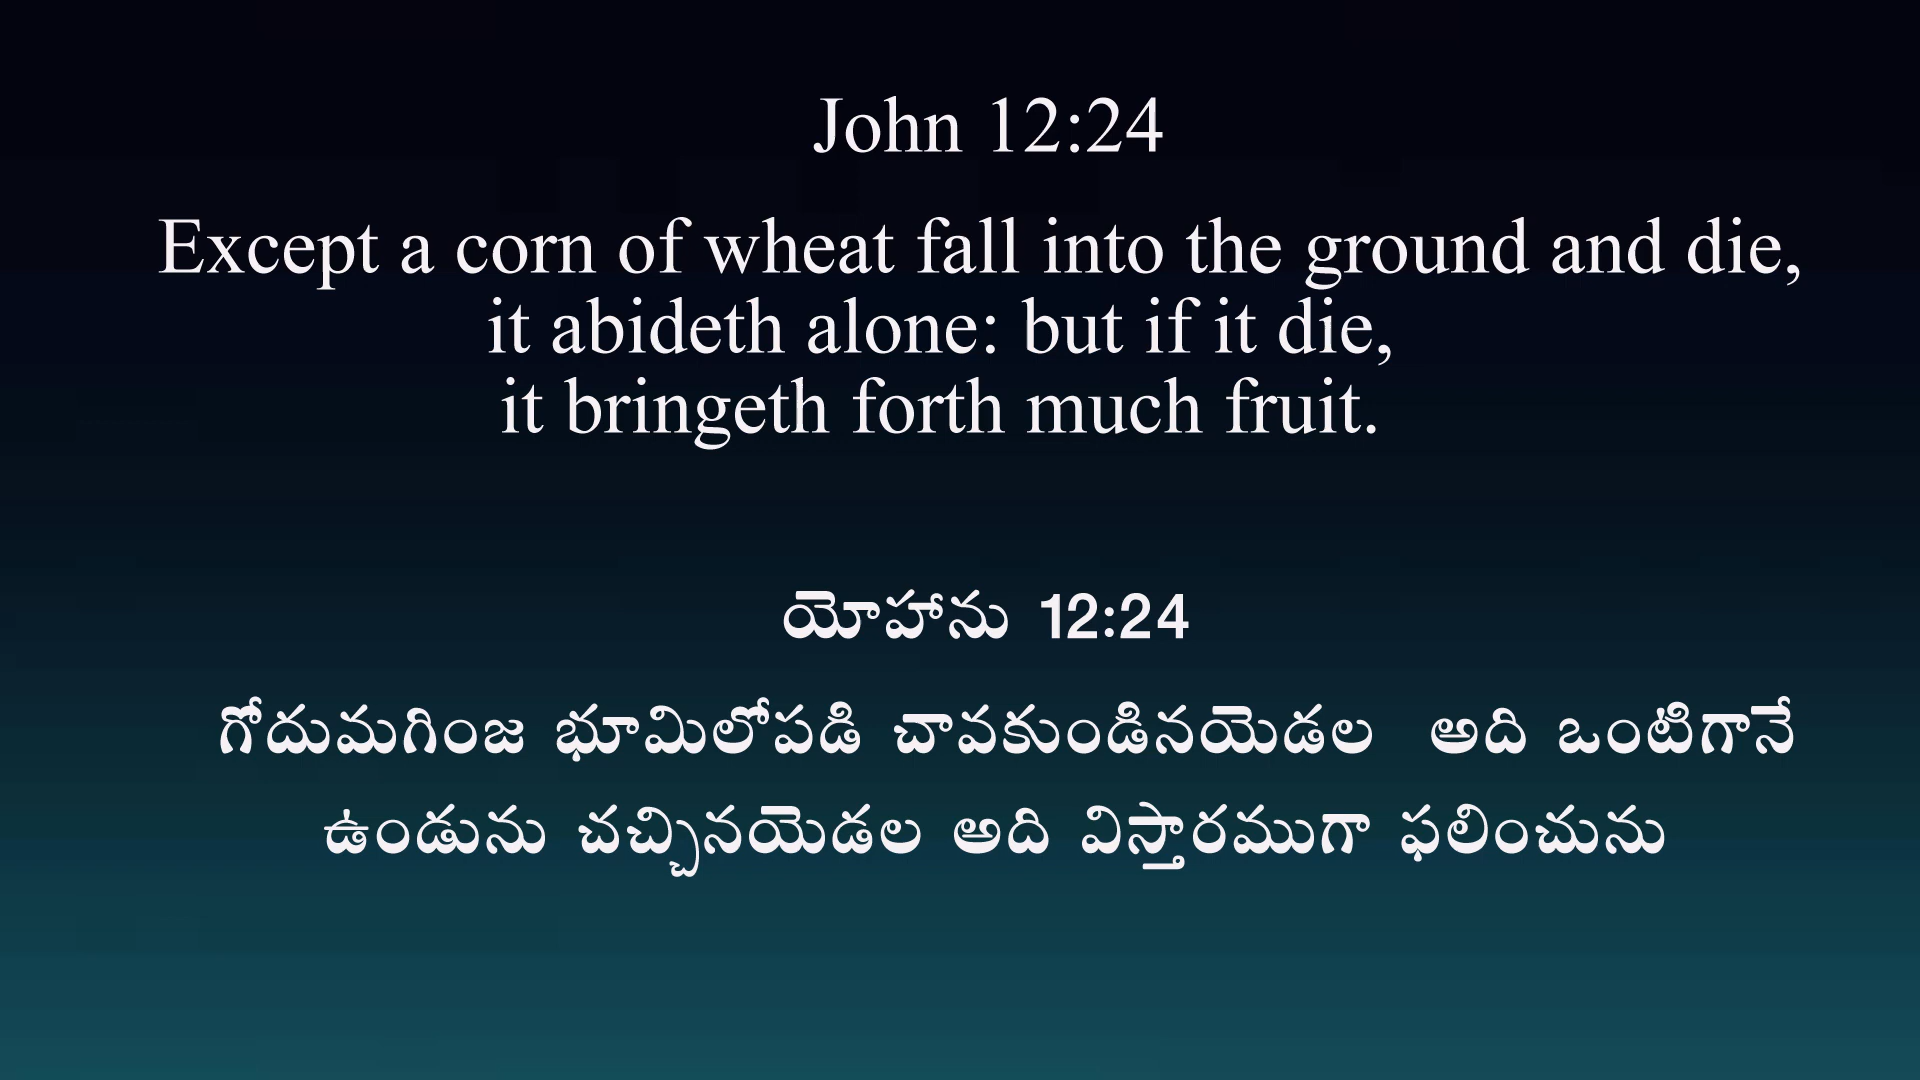 John 12:24
Except a corn of wheat fall into the ground and die,
it abideth alone: but if it die,
it bringeth forth much fruit.
యోహాను 12:24
గోదుమగింజ భూమిలోపడి చావకుండినయెడల అది ఒంటిగానే
ఉండును చచ్చినయెడల అది విస్తారముగా ఫలించును